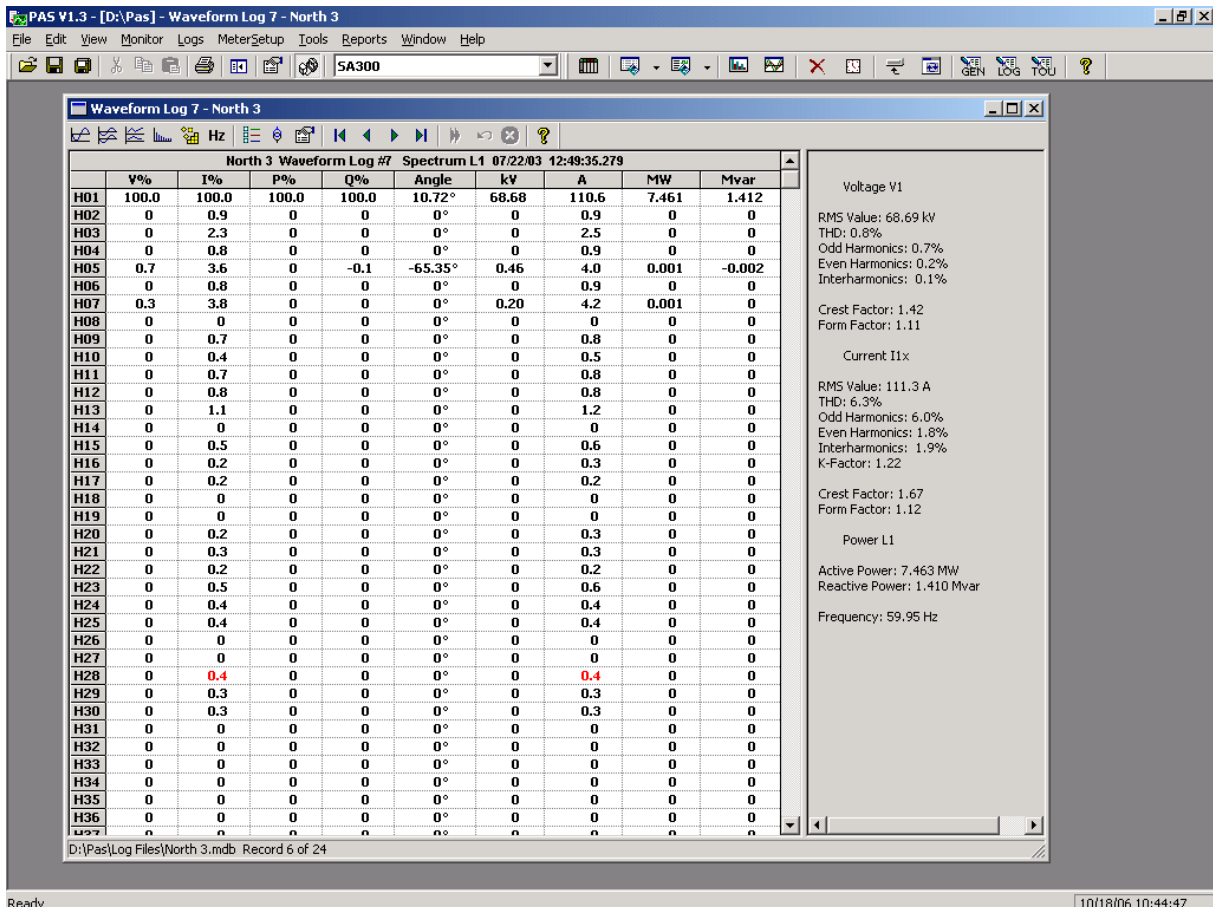 PAS V1.3 - [D:\Pas] - Waveform Log 7 - North 3
File Edit View Monitor Logs MeterSetup Tools Reports Window Help
SA300
GEN LOG TOU
Waveform Log 7 - North 3
Hz
North 3 Waveform Log #7 Spectrum L1 07/22/03 12:49:35.279
V% I% P% Q% Angle kV A MW Mvar
H01 100.0 100.0 100.0 100.0 10.72° 68.68 110.6 7.461 1.412
H02 0 0.9 0 0 0° 0 0.9 0 0
H03 0 2.3 0 0 0° 0 2.5 0 0
H04 0 0.8 0 0 0° 0 0.9 0 0
H05 0.7 3.6 0 -0.1 -65.35° 0.46 4.0 0.001 -0.002
H06 0 0.8 0 0 0° 0 0.9 0 0
H07 0.3 3.8 0 0 0° 0.20 4.2 0.001 0
H08 0 0 0 0 0° 0 0 0 0
H09 0 0.7 0 0 0° 0 0.8 0 0
H10 0 0.4 0 0 0° 0 0.5 0 0
H11 0 0.7 0 0 0° 0 0.8 0 0
H12 0 0.8 0 0 0° 0 0.8 0 0
H13 0 1.1 0 0 0° 0 1.2 0 0
H14 0 0 0 0 0° 0 0 0 0
H15 0 0.5 0 0 0° 0 0.6 0 0
H16 0 0.2 0 0 0° 0 0.3 0 0
H17 0 0.2 0 0 0° 0 0.2 0 0
H18 0 0 0 0 0° 0 0 0 0
H19 0 0 0 0 0° 0 0 0 0
H20 0 0.2 0 0 0° 0 0.3 0 0
H21 0 0.3 0 0 0° 0 0.3 0 0
H22 0 0.2 0 0 0° 0 0.2 0 0
H23 0 0.5 0 0 0° 0 0.6 0 0
H24 0 0.4 0 0 0° 0 0.4 0 0
H25 0 0.4 0 0 0° 0 0.4 0 0
H26 0 0 0 0 0° 0 0 0 0
H27 0 0 0 0 0° 0 0 0 0
H28 0 0.4 0 0 0° 0 0.4 0 0
H29 0 0.3 0 0 0° 0 0.3 0 0
H30 0 0.3 0 0 0° 0 0.3 0 0
H31 0 0 0 0 0° 0 0 0 0
H32 0 0 0 0 0° 0 0 0 0
H33 0 0 0 0 0° 0 0 0 0
H34 0 0 0 0 0° 0 0 0 0
H35 0 0 0 0 0° 0 0 0 0
H36 0 0 0 0 0° 0 0 0 0
H37 0 0 0 0 0° 0 0 0 0
Voltage V1
RMS Value: 68.69 kV
THD: 0.8%
Odd Harmonics: 0.7%
Even Harmonics: 0.2%
Interharmonics: 0.1%
Crest Factor: 1.42
Form Factor: 1.11
Current I1x
RMS Value: 111.3 A
THD: 6.3%
Odd Harmonics: 6.0%
Even Harmonics: 1.8%
Interharmonics: 1.9%
K-Factor: 1.22
Crest Factor: 1.67
Form Factor: 1.12
Power L1
Active Power: 7.463 MW
Reactive Power: 1.410 Mvar
Frequency: 59.95 Hz
D:\Pas\Log Files\North 3.mdb Record 6 of 24
Ready
10/18/06 10:44:47